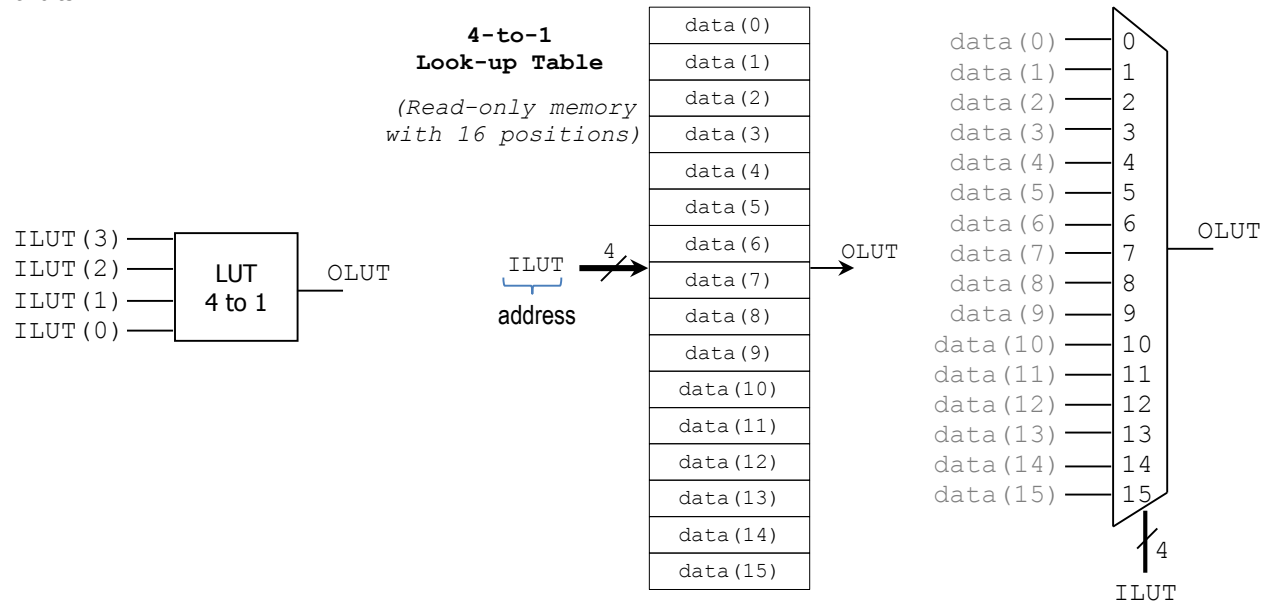 4-to-1
Look-up Table
(Read-only memory
with 16 positions)
ILUT(3)
ILUT(2)
ILUT(1)
ILUT(0)
LUT
4 to 1
OLUT
ILUT
4
address
data(0)
data(1)
data(2)
data(3)
data(4)
data(5)
data(6)
data(7)
data(8)
data(9)
data(10)
data(11)
data(12)
data(13)
data(14)
data(15)
OLUT
data(0) 0
data(1) 1
data(2) 2
data(3) 3
data(4) 4
data(5) 5
data(6) 6
data(7) 7
data(8) 8
data(9) 9
data(10) 10
data(11) 11
data(12) 12
data(13) 13
data(14) 14
data(15) 15
OLUT
4
ILUT